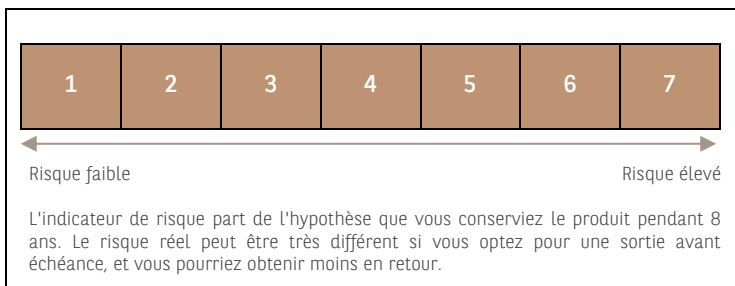 1 2 3 4 5 6 7
Risque faible Risque élevé
L'indicateur de risque part de l'hypothèse que vous conserviez le produit pendant 8
ans. Le risque réel peut être très différent si vous optez pour une sortie avant
échéance, et vous pourriez obtenir moins en retour.